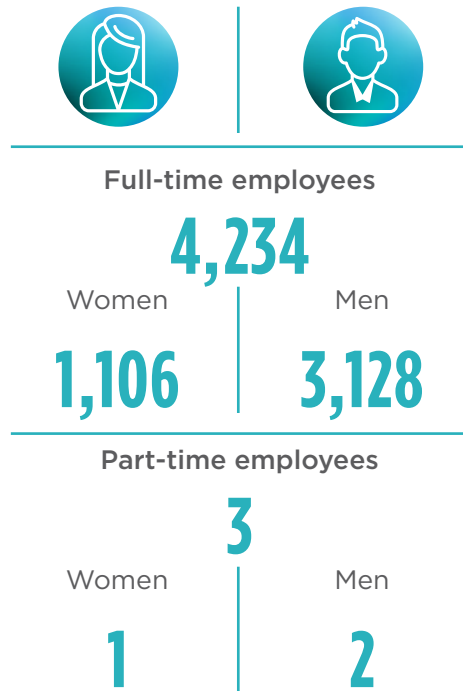 Full-time employees
4,234
Women Men
1,106 3,128
Part-time employees
3
Women Men
1 2